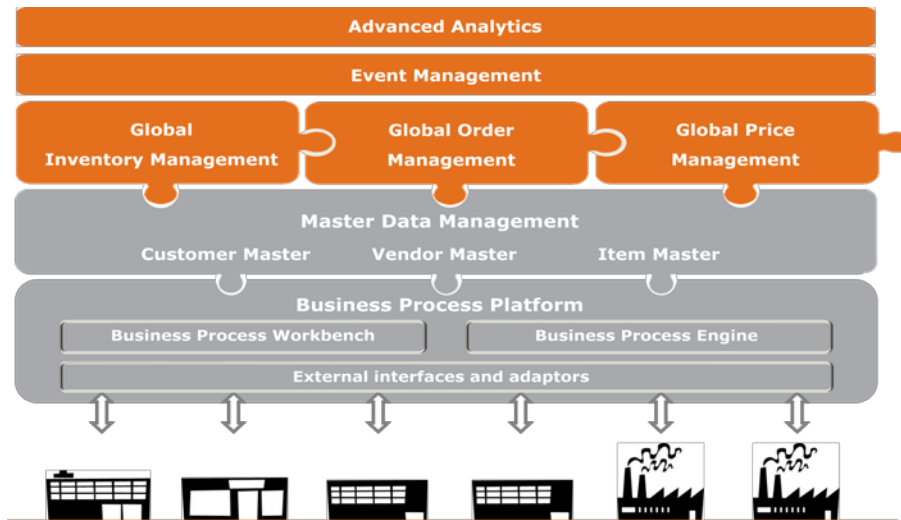 Advanced Analytics
Event Management
Global
Inventory Management
Global Order
Management
Global Price
Management
Master Data Management
Customer Master
Vendor Master
Item Master
Business Process Platform
Business Process Workbench
Business Process Engine
External interfaces and adaptors